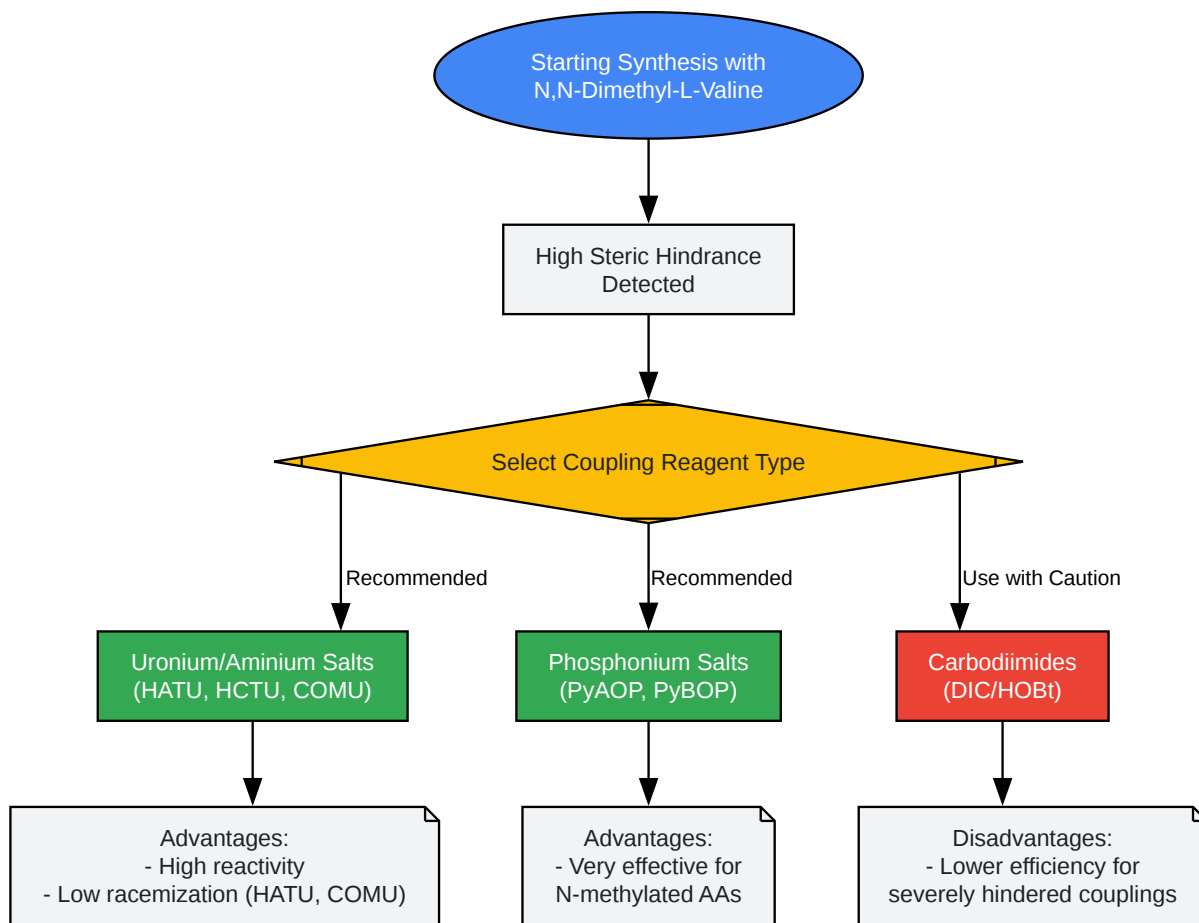 Starting Synthesis with
N,N-Dimethyl-L-Valine
High Steric Hindrance
Detected
Select Coupling Reagent Type
Recommended
Recommended
Use with Caution
Uronium/Aminium Salts
(HATU, HCTU, COMU)
Phosphonium Salts
(PyAOP, PyBOP)
Carbodiimides
(DIC/HOBt)
Advantages:
- High reactivity
- Low racemization (HATU, COMU)
Advantages:
- Very effective for
N-methylated AAs
Disadvantages:
- Lower efficiency for
severely hindered couplings